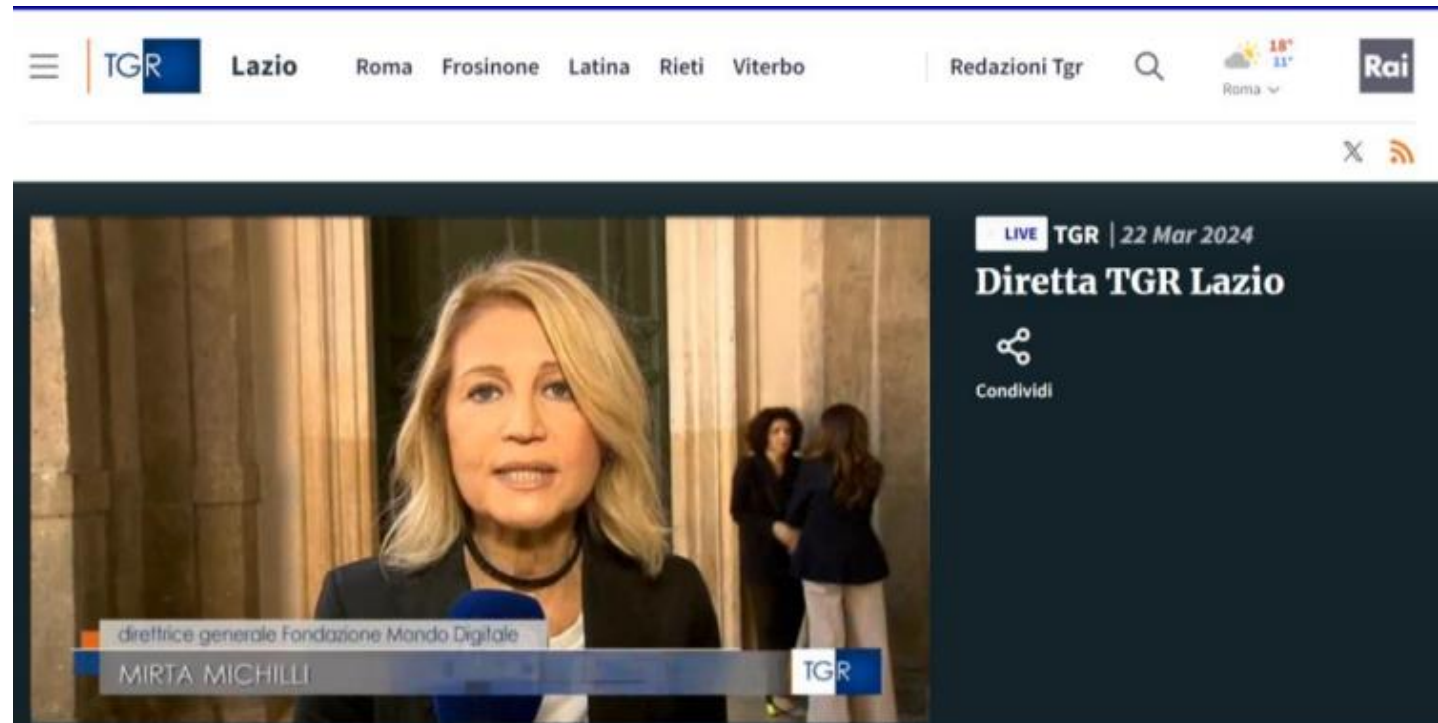 TGR Lazio Roma Frosinone Latina Rieti Viterbo Redazioni Tgr 18° 11° Rai
Roma
LIVE TGR | 22 Mar 2024
Diretta TGR Lazio
Condividi
direttrice generale Fondazione Mondo Digitale
MIRTA MICHILLI TGR